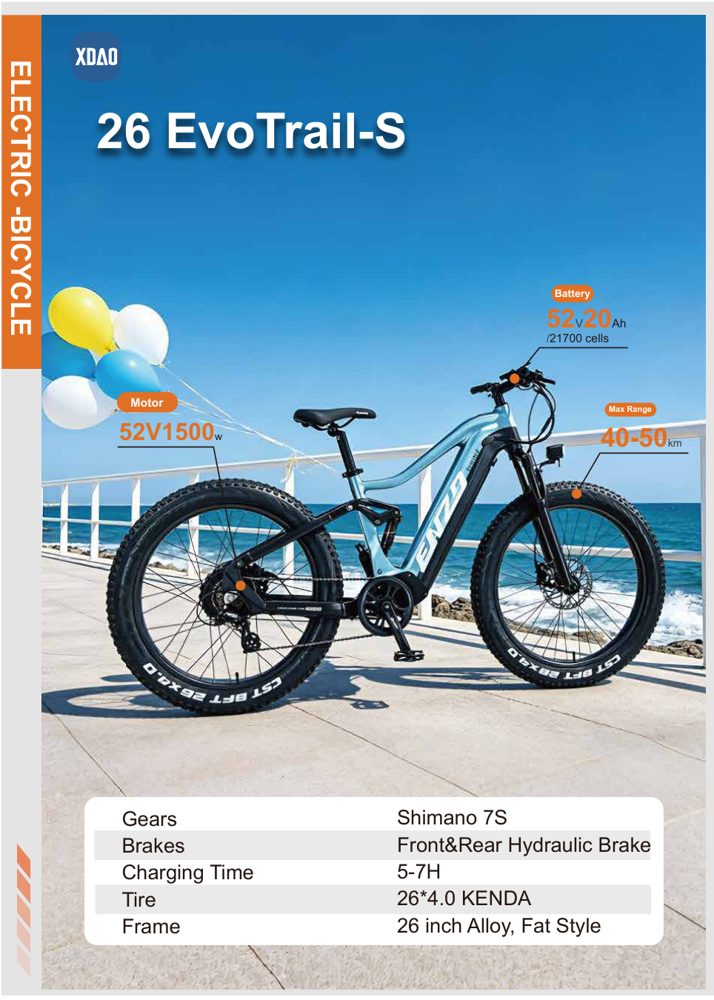 XDAO
ELECTRIC -BICYCLE
26 EvoTrail-S
Battery
52V20Ah
/21700 cells
Motor
52V1500w
Max Range
40-50km
ENZO
CST BFT 26x4.0
CST BFT 26x4.0
Gears Shimano 7S
Brakes Front&Rear Hydraulic Brake
Charging Time 5-7H
Tire 26*4.0 KENDA
Frame 26 inch Alloy, Fat Style